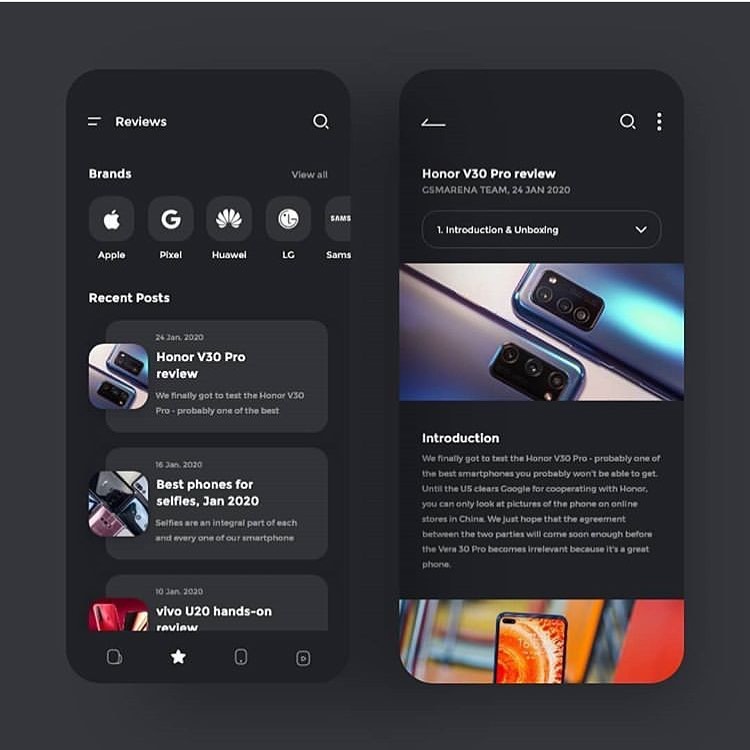 Reviews
Brands
View all
SAMS
Apple
Pixel
Huawei
LG
Sams
Recent Posts
24 Jan, 2020
Honor V30 Pro
review
We finally got to test the Honor V30
Pro - probably one of the best
16 Jan, 2020
Best phones for
selfies, Jan 2020
Selfies are an integral part of each
and every one of our smartphone
10 Jan, 2020
vivo U20 hands-on
review
Honor V30 Pro review
GSMARENA TEAM, 24 JAN 2020
1. Introduction & Unboxing
Introduction
We finally got to test the Honor V30 Pro - probably one of
the best smartphones you probably won't be able to get.
Until the US clears Google for cooperating with Honor,
you can only look at pictures of the phone on online
stores in China. We just hope that the agreement
between the two parties will come soon enough before
the Vera 30 Pro becomes irrelevant because it's a great
phone.